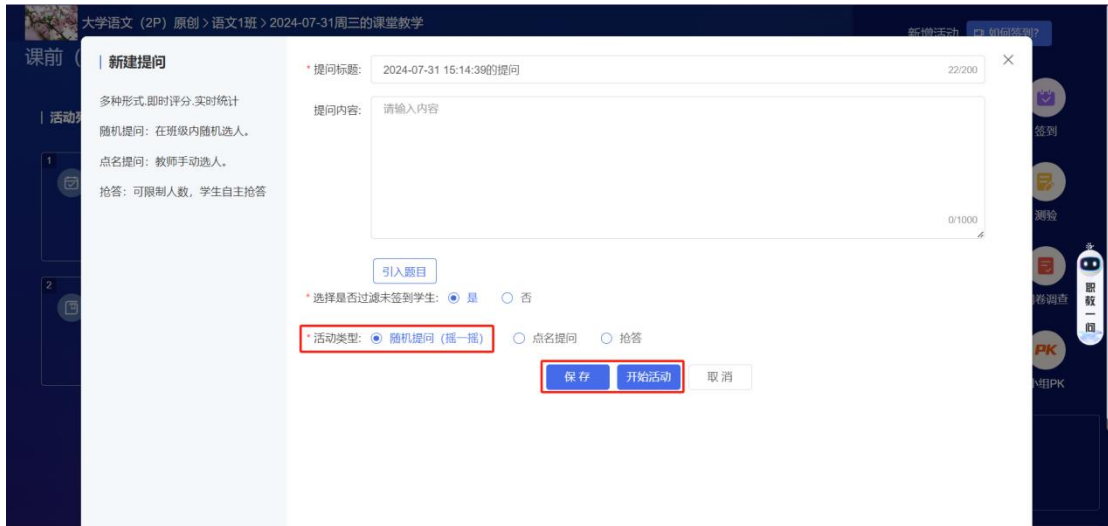 大学语文（2P）原创 > 语文1班 > 2024-07-31周三的课堂教学
新增活动 如何签到?
课前（
新建提问
* 提问标题: 2024-07-31 15:14:39的提问 22/200
多种形式.即时评分.实时统计
提问内容: 请输入内容
活动
随机提问：在班级内随机选人。
签到
1
点名提问：教师手动选人。
抢答：可限制人数，学生自主抢答
测验
0/1000
引入题目
2
* 选择是否过滤未签到学生: 是 否
卷调查
职教一问
* 活动类型: 随机提问（摇一摇） 点名提问 抢答
PK
保存 开始活动 取消
小组PK